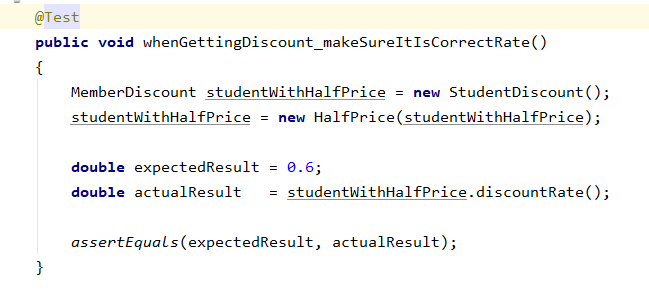 @Test
public void whenGettingDiscount_makeSureItIsCorrectRate()
{
MemberDiscount studentWithHalfPrice = new StudentDiscount();
studentWithHalfPrice = new HalfPrice(studentWithHalfPrice);
double expectedResult = 0.6;
double actualResult   = studentWithHalfPrice.discountRate();
assertEquals(expectedResult, actualResult);
}